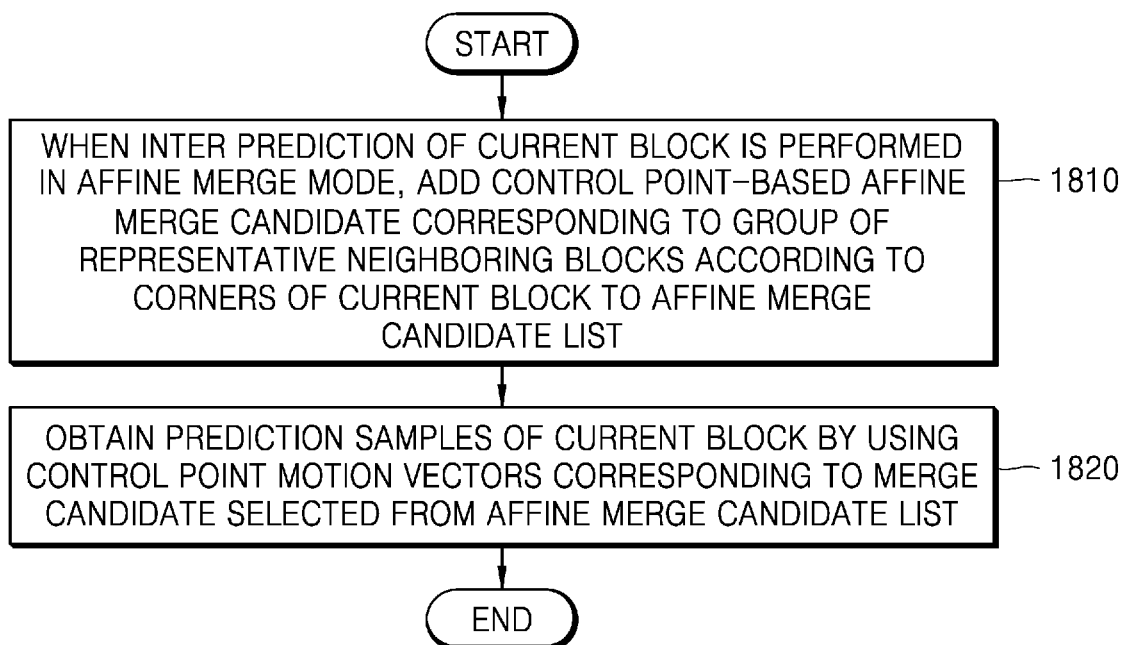 START
WHEN INTER PREDICTION OF CURRENT BLOCK IS PERFORMED
IN AFFINE MERGE MODE, ADD CONTROL POINT-BASED AFFINE
MERGE CANDIDATE CORRESPONDING TO GROUP OF
REPRESENTATIVE NEIGHBORING BLOCKS ACCORDING TO
CORNERS OF CURRENT BLOCK TO AFFINE MERGE
CANDIDATE LIST
1810
OBTAIN PREDICTION SAMPLES OF CURRENT BLOCK BY USING
CONTROL POINT MOTION VECTORS CORRESPONDING TO MERGE
CANDIDATE SELECTED FROM AFFINE MERGE CANDIDATE LIST
1820
END